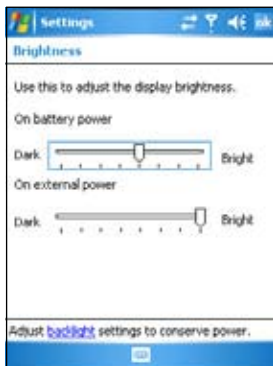 Settings
ok
Brightness
Use this to adjust the display brightness.
On battery power
Dark Bright
On external power
Dark Bright
Adjust backlight settings to conserve power.